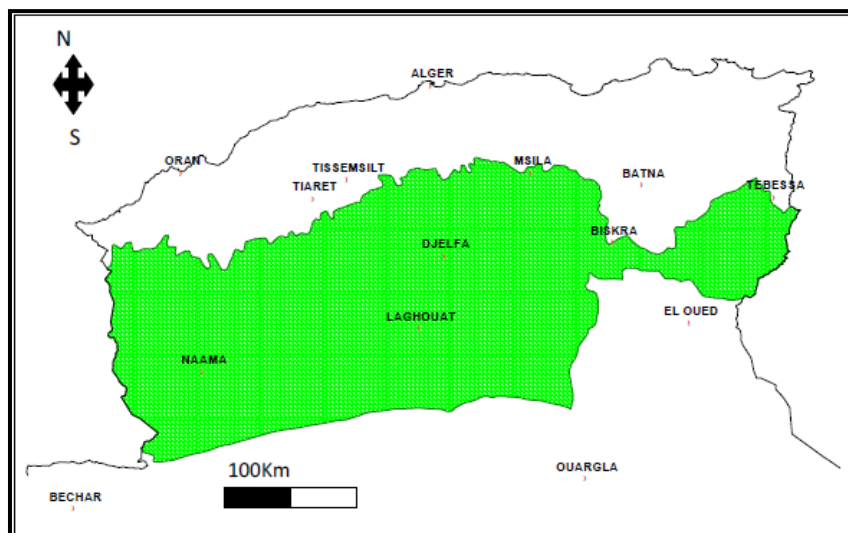 N
S
ALGER
ORAN
TISSEMSILT
MSILA
TIARET
BATNA
TEBESSA
BISKRA
DJELFA
EL OUED
LAGHOUAT
NAAMA
100Km
OUARGLA
BECHAR